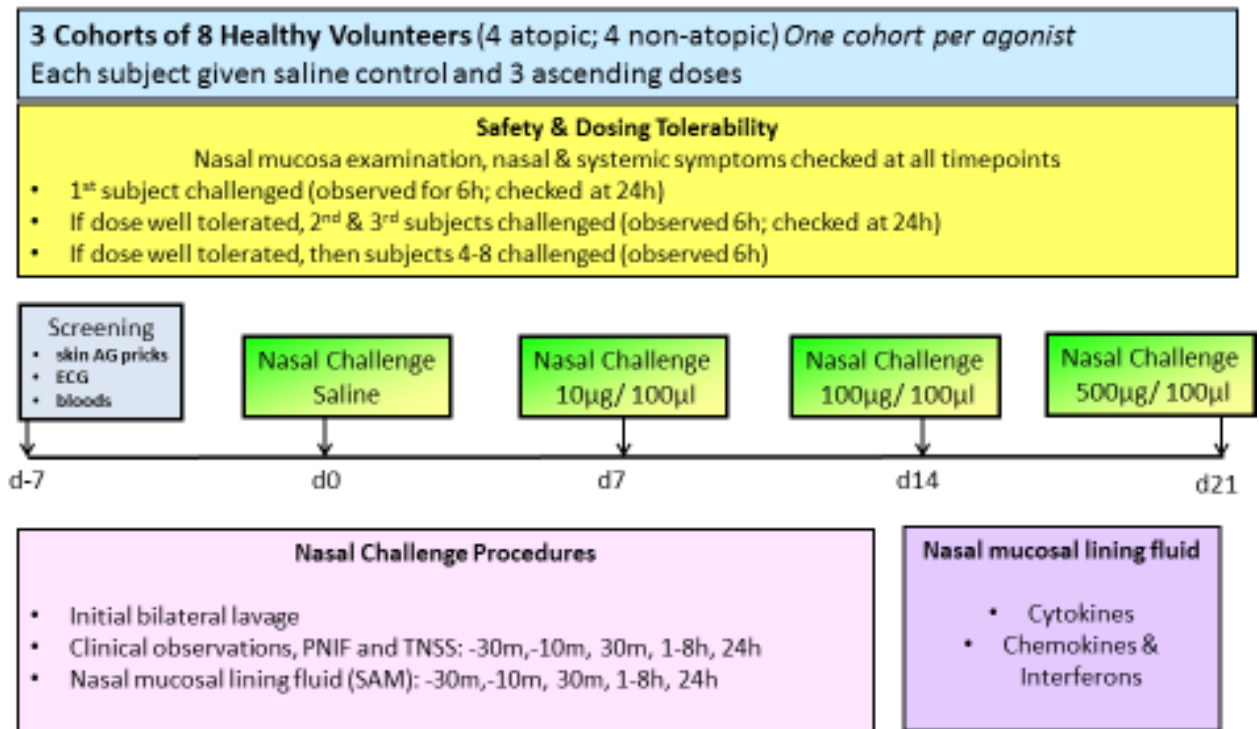 3 Cohorts of 8 Healthy Volunteers (4 atopic; 4 non-atopic) One cohort per agonist
Each subject given saline control and 3 ascending doses
Safety & Dosing Tolerability
Nasal mucosa examination, nasal & systemic symptoms checked at all timepoints
• 1st subject challenged (observed for 6h; checked at 24h)
• If dose well tolerated, 2nd & 3rd subjects challenged (observed 6h; checked at 24h)
• If dose well tolerated, then subjects 4-8 challenged (observed 6h)
Screening
• skin AG pricks
• ECG
• bloods
Nasal Challenge
Saline
Nasal Challenge
10µg/ 100µl
Nasal Challenge
100µg/ 100µl
Nasal Challenge
500µg/ 100µl
d-7
d0
d7
d14
d21
Nasal Challenge Procedures
• Initial bilateral lavage
• Clinical observations, PNIF and TNSS: -30m,-10m, 30m, 1-8h, 24h
• Nasal mucosal lining fluid (SAM): -30m,-10m, 30m, 1-8h, 24h
Nasal mucosal lining fluid
• Cytokines
• Chemokines &
Interferons